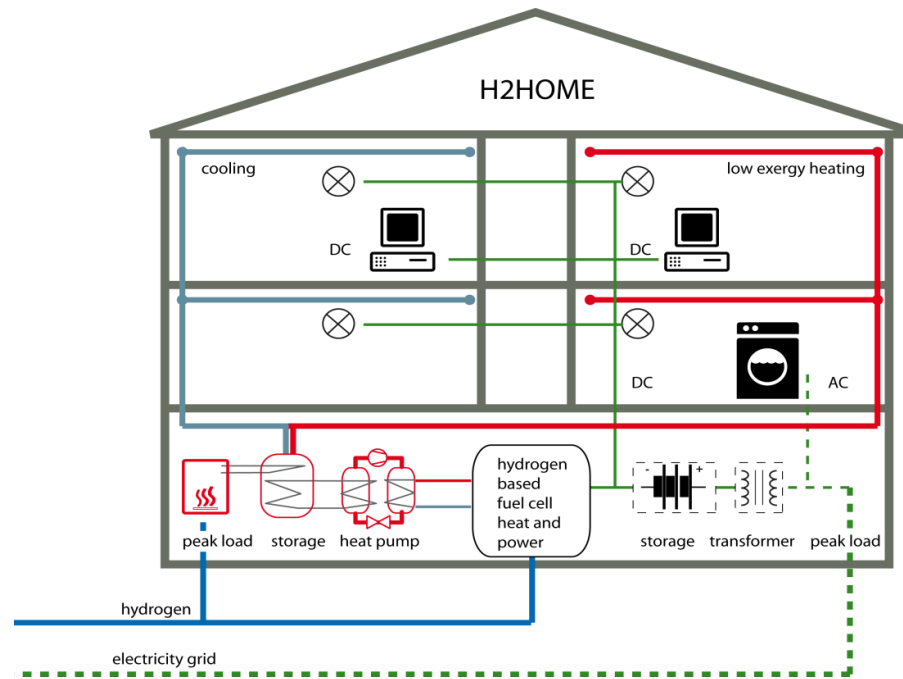 H2HOME
cooling
low exergy heating
DC
DC
DC
AC
hydrogen
based
fuel cell
heat and
power
- +
peak load
storage
heat pump
storage
transformer
peak load
hydrogen
electricity grid